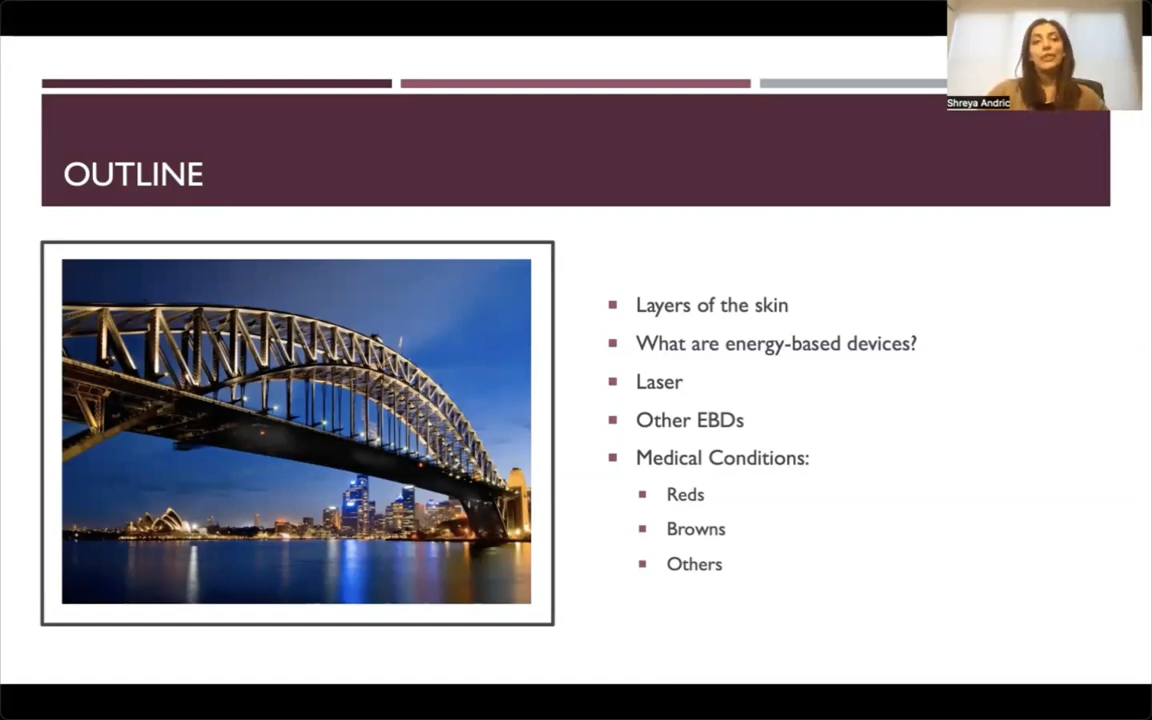 Shreya Andric
OUTLINE
Layers of the skin
What are energy-based devices?
Laser
Other EBDs
Medical Conditions:
Reds
Browns
Others